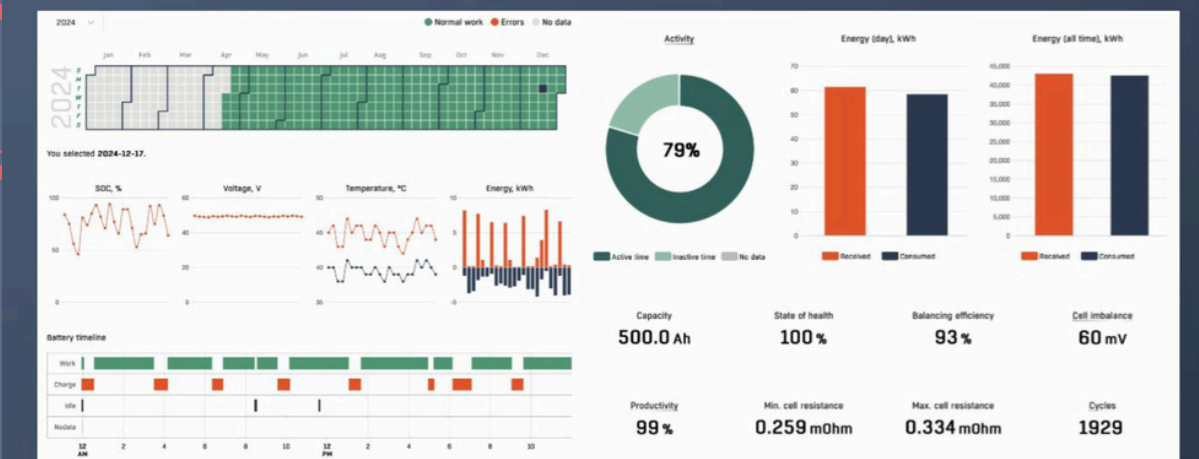 2024
Normal work Errors No data
Jan Feb Mar Apr May Jun Jul Aug Sep Oct Nov Dec
2024
S
M
T
W
T
F
S
You selected 2024-12-17.
SOC, %
100
50
0
Voltage, V
60
40
20
0
Temperature, °C
50
45
40
35
Energy, kWh
10
5
0
-5
Battery timeline
Work
Charge
Idle
Nodata
12 AM 2 4 6 8 10 12 PM 2 4 6 8 10
Activity
79%
Active time Inactive time No data
Energy (day), kWh
70
60
50
40
30
20
10
0
Received Consumed
Energy (all time), kWh
45,000
40,000
35,000
30,000
25,000
20,000
15,000
10,000
5,000
0
Received Consumed
Capacity
500.0 Ah
State of health
100 %
Balancing efficiency
93 %
Cell imbalance
60 mV
Productivity
99 %
Min. cell resistance
0.259 mOhm
Max. cell resistance
0.334 mOhm
Cycles
1929